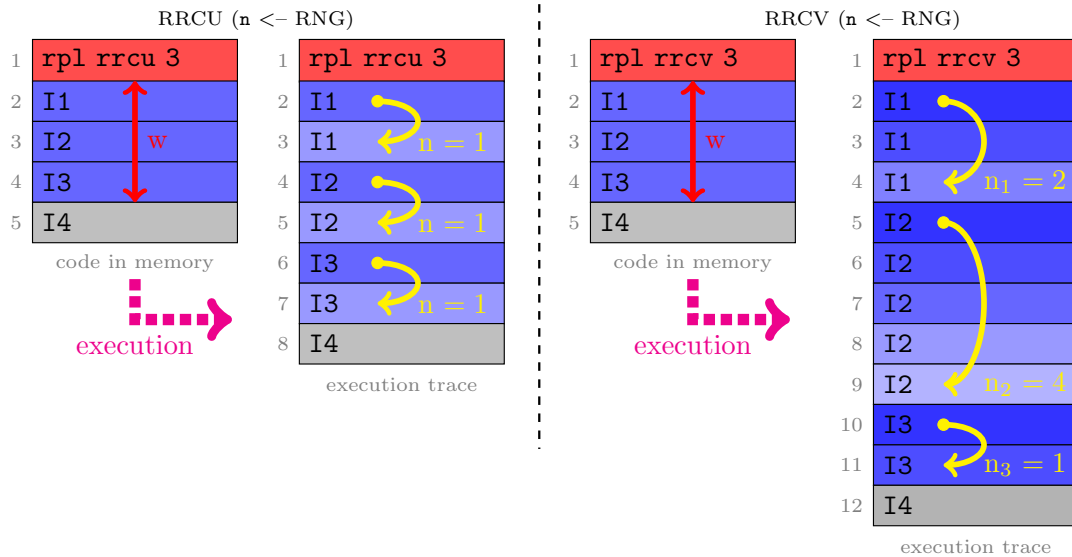 RRCU (n <– RNG)
1 rpl rrcu 3
2 I1
3 I2
4 I3
5 I4
w
code in memory
execution
1 rpl rrcu 3
2 I1
3 I1 n = 1
4 I2
5 I2 n = 1
6 I3
7 I3 n = 1
8 I4
execution trace
RRCV (n <– RNG)
1 rpl rrcv 3
2 I1
3 I2
4 I3
5 I4
w
code in memory
execution
1 rpl rrcv 3
2 I1
3 I1
4 I1 n₁ = 2
5 I2
6 I2
7 I2
8 I2
9 I2 n₂ = 4
10 I3
11 I3 n₃ = 1
12 I4
execution trace